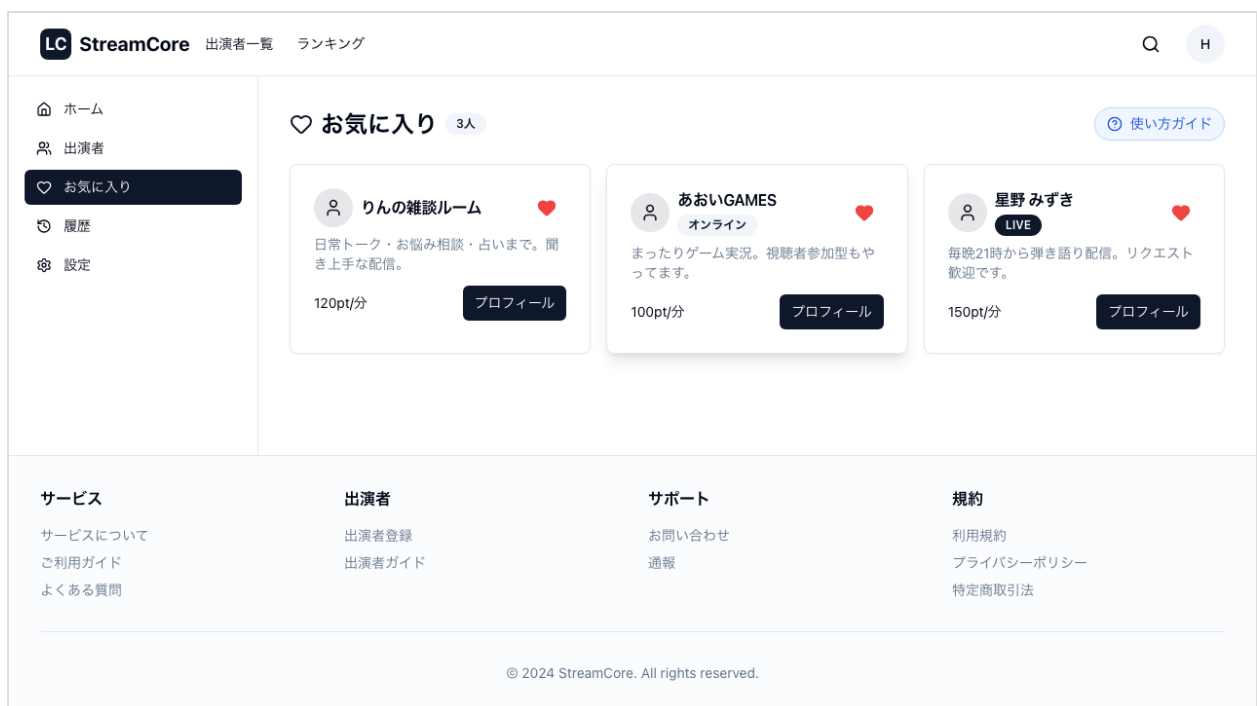 LC StreamCore 出演者一覧 ランキング H
ホーム
出演者
お気に入り
履歴
設定
お気に入り 3人
使い方ガイド
りんの雑談ルーム
日常トーク・お悩み相談・占いまで。聞
き上手な配信。
120pt/分 プロフィール
あおいGAMES
オンライン
まったりゲーム実況。視聴者参加型もや
ってます。
100pt/分 プロフィール
星野 みずき
LIVE
毎晩21時から弾き語り配信。リクエスト
歓迎です。
150pt/分 プロフィール
サービス
サービスについて
ご利用ガイド
よくある質問
出演者
出演者登録
出演者ガイド
サポート
お問い合わせ
通報
規約
利用規約
プライバシーポリシー
特定商取引法
© 2024 StreamCore. All rights reserved.